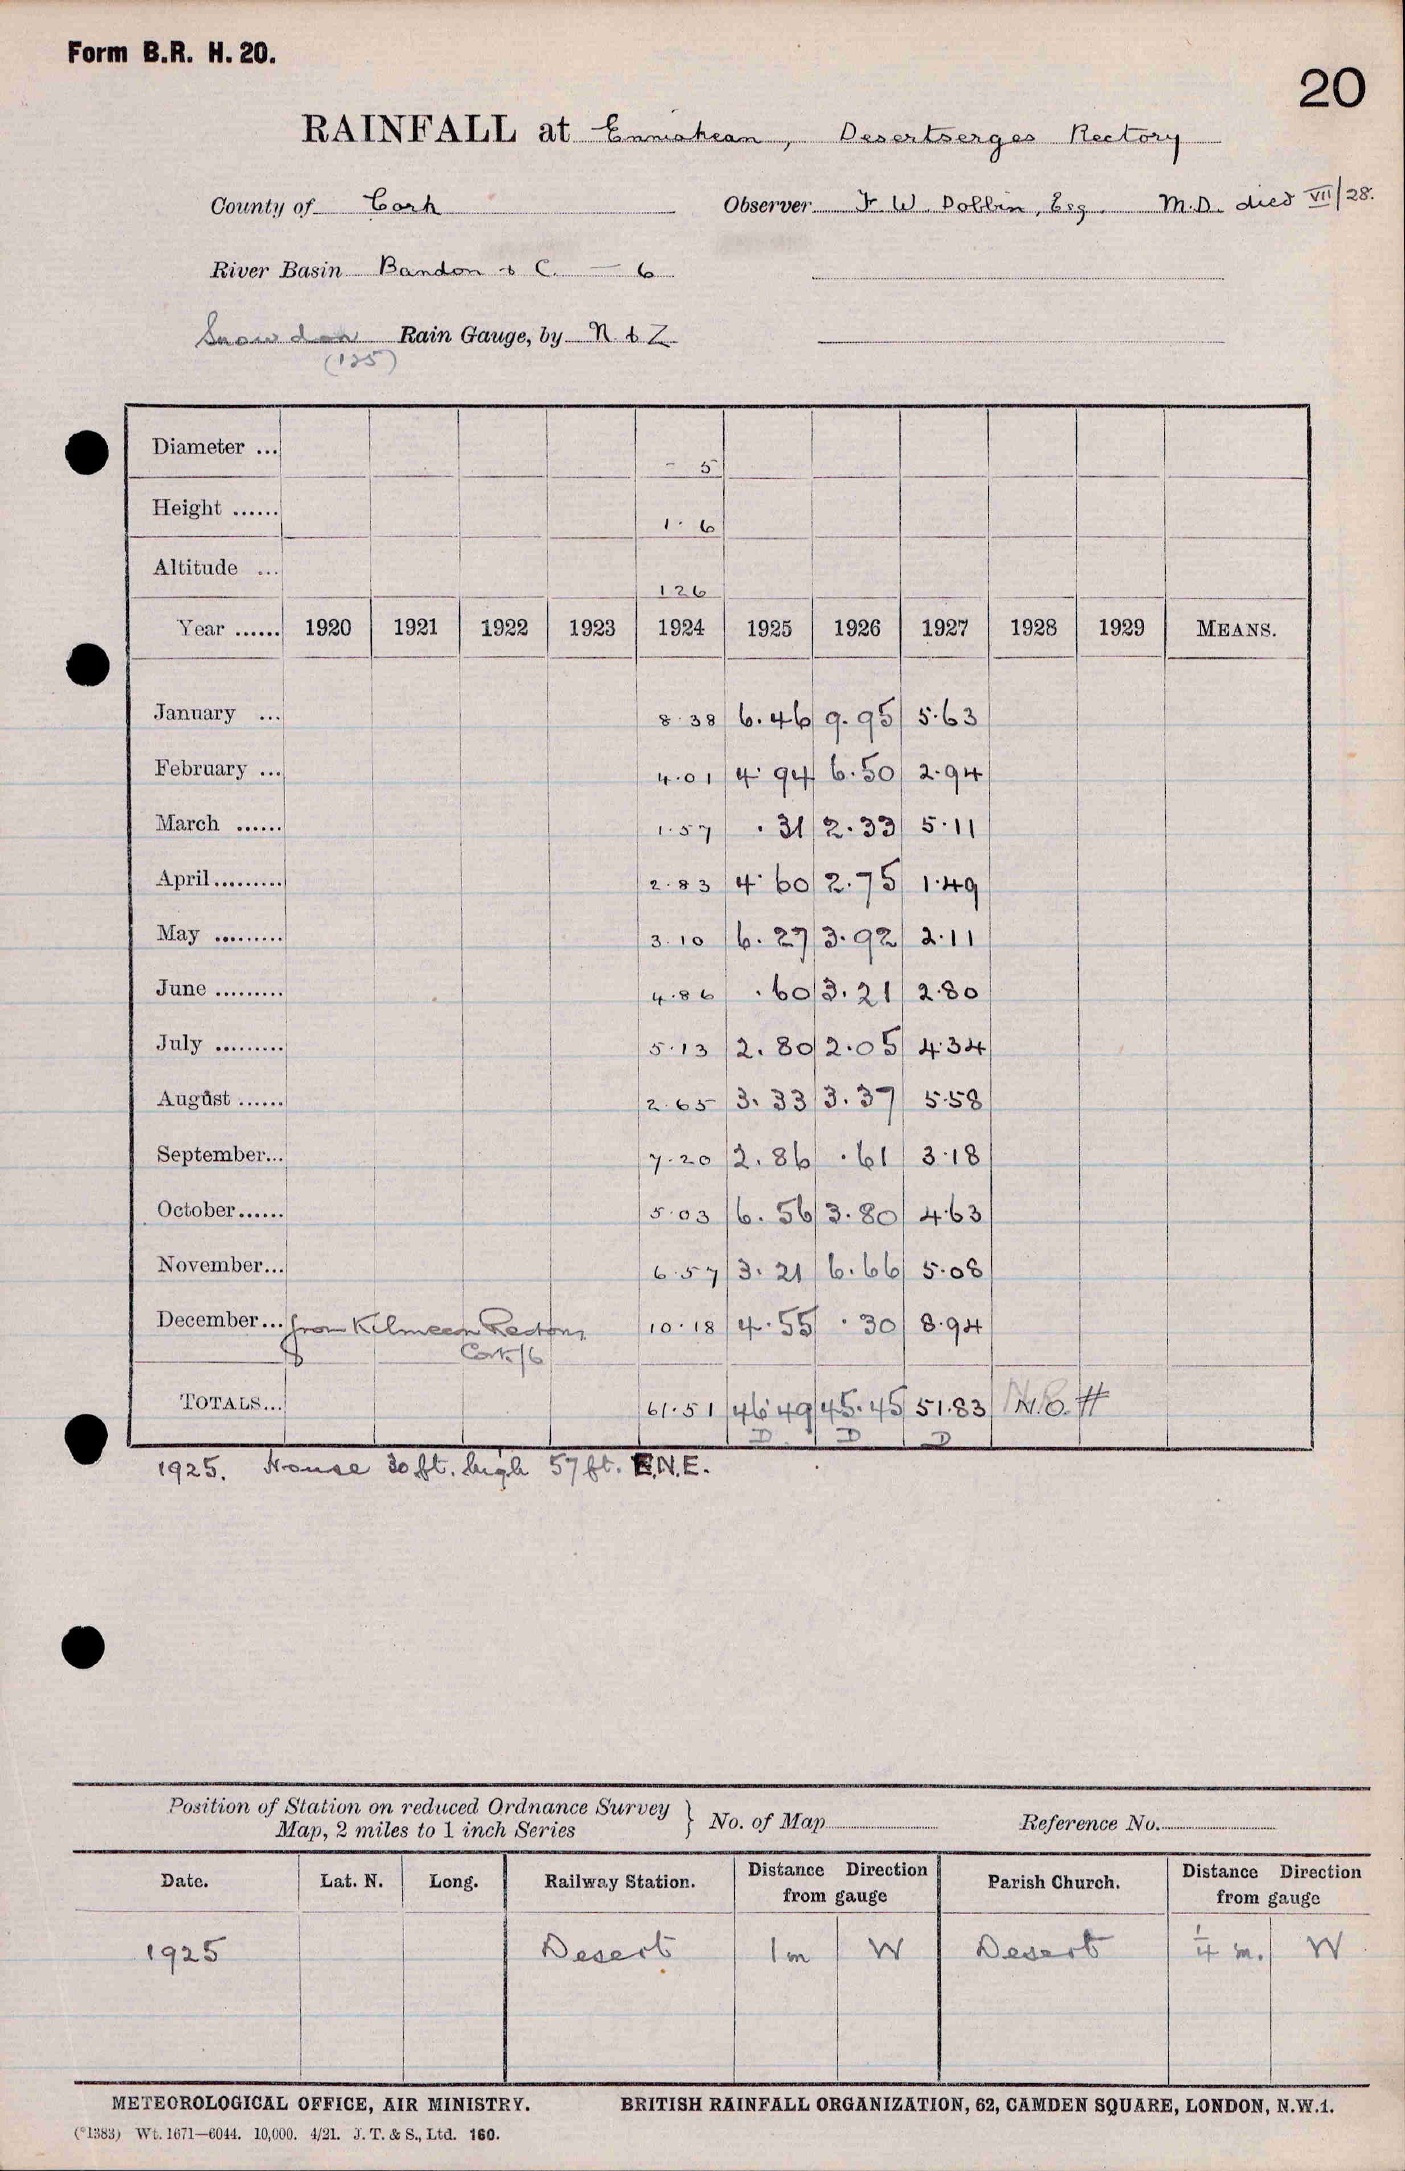 Form B.R. H. 20.
20
RAINFALL at Enniskean, Desertserges Rectory
County of Cork Observer F. W. Dobbin, Esq. M.D. died VII/28.
River Basin Bandon & C. — 6
Snowdon Rain Gauge, by N & Z
(125)
Diameter ... - 5
Height ...... 1. 6
Altitude ... 126
Year ...... 1920 1921 1922 1923 1924 1925 1926 1927 1928 1929 MEANS.
January ... 8.38 6.46 9.95 5.63
February ... 4.01 4.94 6.50 2.94
March ...... 1.57 .31 2.33 5.11
April......... 2.83 4.60 2.75 1.49
May ......... 3.10 6.27 3.92 2.11
June ......... 4.86 .60 3.21 2.80
July ......... 5.13 2.80 2.05 4.34
August ...... 2.65 3.33 3.37 5.58
September... 7.20 2.86 .61 3.18
October...... 5.03 6.56 3.80 4.63
November... 6.57 3.21 6.66 5.08
December... from Kilmeen Rectory 10.18 4.55 .30 8.94
Cork/6
TOTALS... 61.51 46.49 45.45 51.83 N.O. #
D D D
1925. House 30 ft. high 57 ft. E.N.E.
Position of Station on reduced Ordnance Survey
Map, 2 miles to 1 inch Series } No. of Map Reference No.
Date. Lat. N. Long. Railway Station. Distance Direction from gauge Parish Church. Distance Direction from gauge
1925 Desert 1 m W Desert 1/4 m. W
METEOROLOGICAL OFFICE, AIR MINISTRY. BRITISH RAINFALL ORGANIZATION, 62, CAMDEN SQUARE, LONDON, N.W.1.
(*1383) Wt. 1671—6044. 10,000. 4/21. J. T. & S., Ltd. 160.